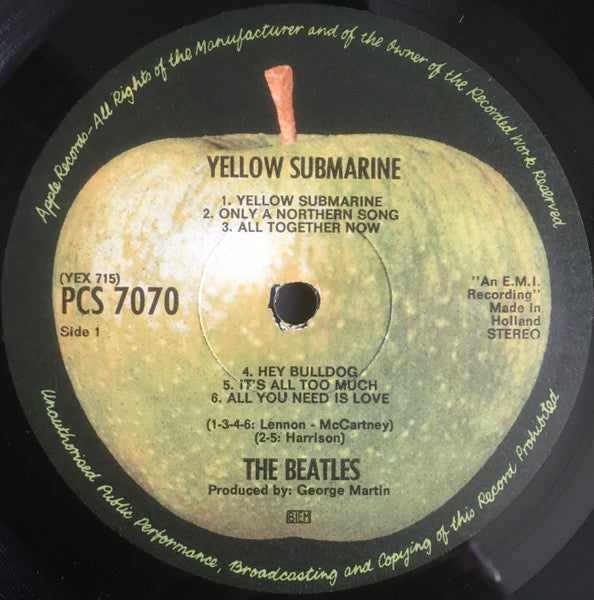 Apple Records-All Rights of the Manufacturer and of the Owner of the Recorded Work Reserved
YELLOW SUBMARINE
1. YELLOW SUBMARINE
2. ONLY A NORTHERN SONG
3. ALL TOGETHER NOW
(YEX 715)
PCS 7070
Side 1
"An E.M.I.
Recording"
Made in
Holland
STEREO
4. HEY BULLDOG
5. IT'S ALL TOO MUCH
6. ALL YOU NEED IS LOVE
(1-3-4-6: Lennon - McCartney)
(2-5: Harrison)
THE BEATLES
Produced by: George Martin
BIEM
Unauthorised Public Performance, Broadcasting and Copying of this Record Prohibited